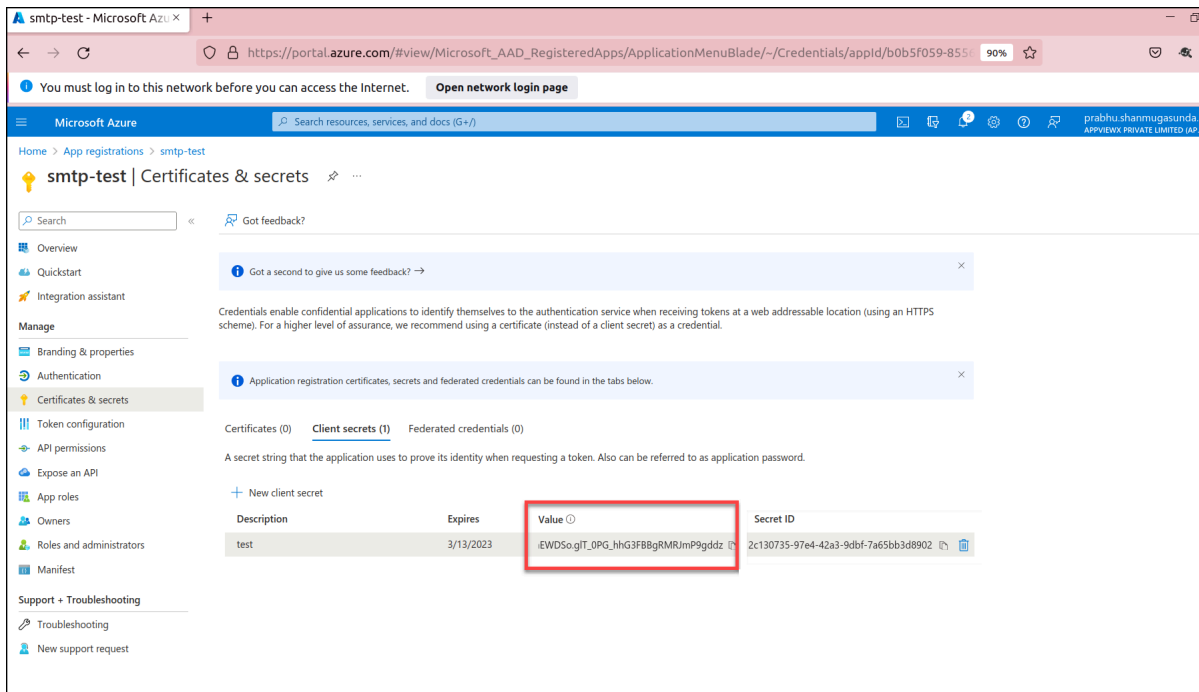 smtp-test - Microsoft Azu
https://portal.azure.com/#view/Microsoft_AAD_RegisteredApps/ApplicationMenuBlade/~/Credentials/appId/b0b5f059-855 90%
You must log in to this network before you can access the Internet. Open network login page
Microsoft Azure Search resources, services, and docs (G+/) 2 prabhu.shanmugasunda.
APPVIEWX PRIVATE LIMITED (AP.
Home > App registrations > smtp-test
smtp-test | Certificates & secrets ...
Search «
Got feedback?
Overview
Quickstart
Integration assistant
Manage
Branding & properties
Authentication
Certificates & secrets
Token configuration
API permissions
Expose an API
App roles
Owners
Roles and administrators
Manifest
Support + Troubleshooting
Troubleshooting
New support request
Got a second to give us some feedback? →
Credentials enable confidential applications to identify themselves to the authentication service when receiving tokens at a web addressable location (using an HTTPS
scheme). For a higher level of assurance, we recommend using a certificate (instead of a client secret) as a credential.
Application registration certificates, secrets and federated credentials can be found in the tabs below.
Certificates (0) Client secrets (1) Federated credentials (0)
A secret string that the application uses to prove its identity when requesting a token. Also can be referred to as application password.
+ New client secret
Description Expires Value Secret ID
test 3/13/2023 EWDSo.glT_0PG_hhG3FBBgRMRJmP9gddz 2c130735-97e4-42a3-9dbf-7a65bb3d8902